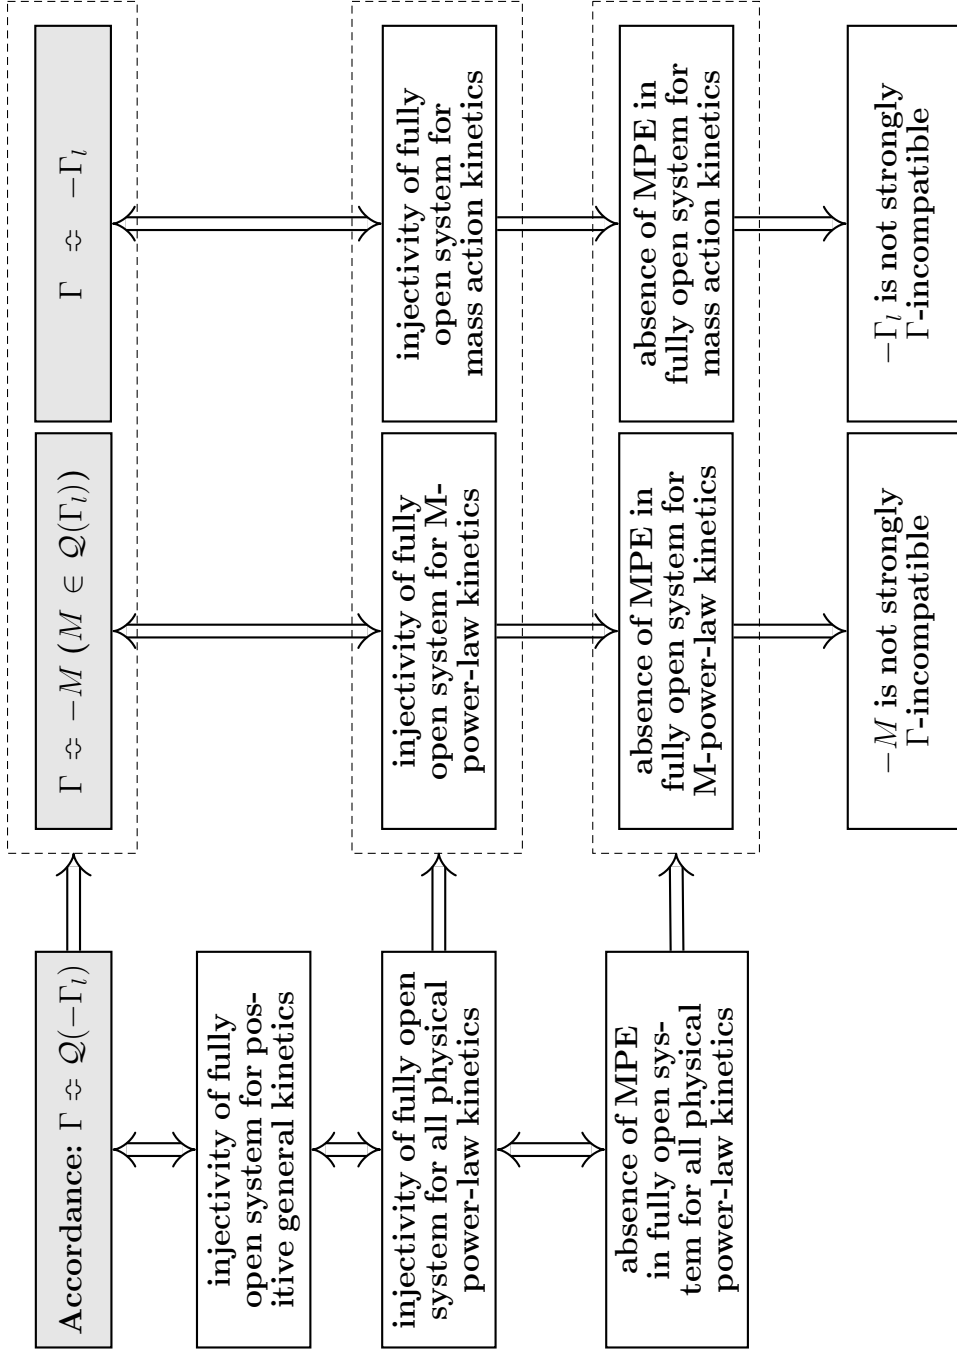 Accordance: Γ ≎ 𝒬(−Γ_l)
Γ ≎ −M (M ∈ 𝒬(Γ_l))
Γ ≎ −Γ_l
injectivity of fully
open system for pos-
itive general kinetics
injectivity of fully open
system for all physical
power-law kinetics
injectivity of fully
open system for M-
power-law kinetics
injectivity of fully
open system for
mass action kinetics
absence of MPE
in fully open sys-
tem for all physical
power-law kinetics
absence of MPE in
fully open system for
M-power-law kinetics
absence of MPE in
fully open system for
mass action kinetics
−M is not strongly
Γ-incompatible
−Γ_l is not strongly
Γ-incompatible